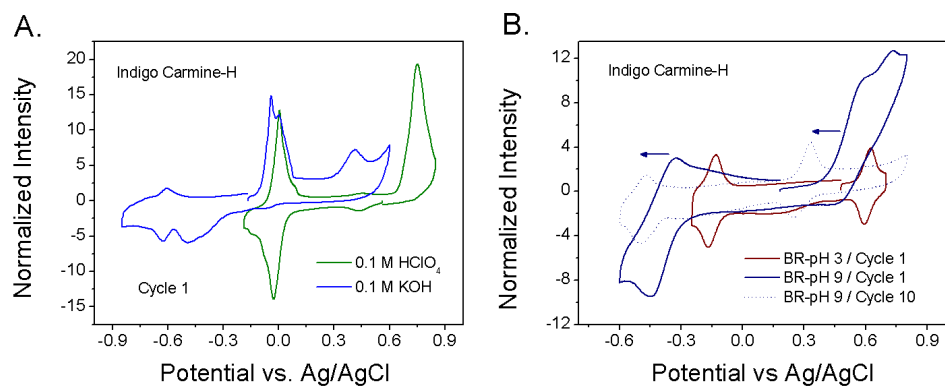 A.
Indigo Carmine-H
20
15
10
5
0
-5
-10
-15
Normalized Intensity
0.1 M HClO₄
0.1 M KOH
Cycle 1
-0.9 -0.6 -0.3 0.0 0.3 0.6 0.9
Potential vs. Ag/AgCl
B.
Indigo Carmine-H
12
8
4
0
-4
-8
-12
Normalized Intensity
BR-pH 3 / Cycle 1
BR-pH 9 / Cycle 1
BR-pH 9 / Cycle 10
-0.9 -0.6 -0.3 0.0 0.3 0.6 0.9
Potential vs. Ag/AgCl